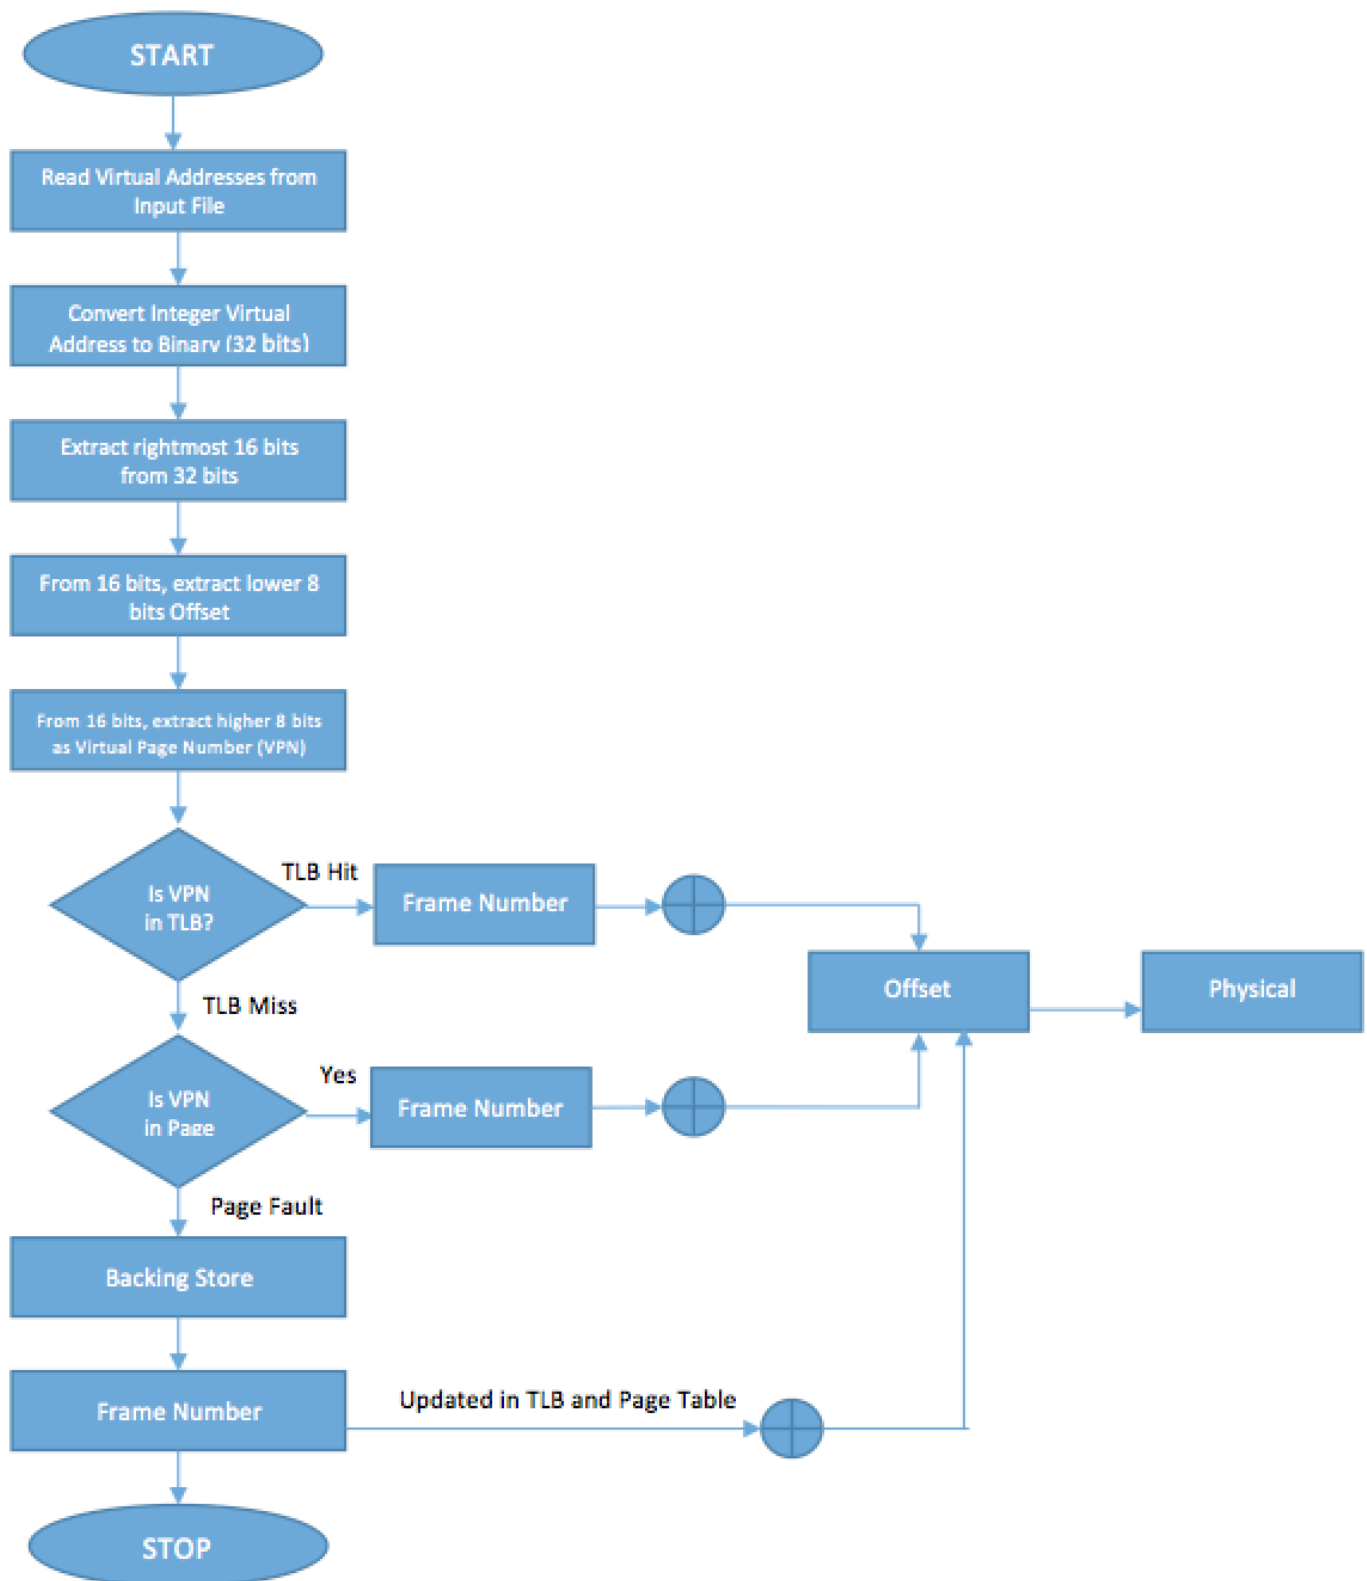 START
Read Virtual Addresses from
Input File
Convert Integer Virtual
Address to Binary (32 bits)
Extract rightmost 16 bits
from 32 bits
From 16 bits, extract lower 8
bits Offset
From 16 bits, extract higher 8 bits
as Virtual Page Number (VPN)
Is VPN
in TLB?
TLB Hit
Frame Number
Offset
Physical
TLB Miss
Is VPN
in Page
Yes
Frame Number
Page Fault
Backing Store
Frame Number
Updated in TLB and Page Table
STOP